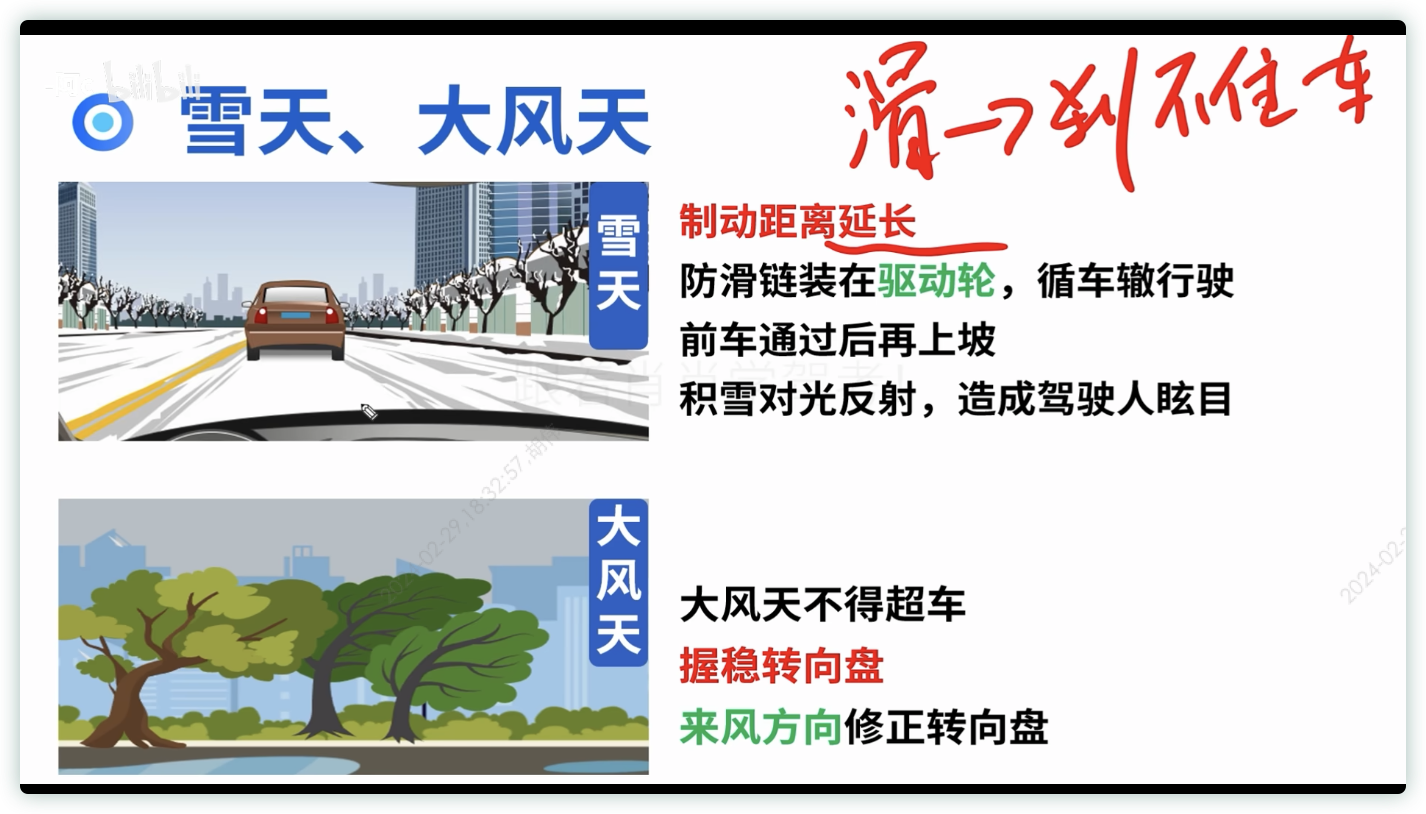 bilibili
雪天、大风天
滑→刹不住车
雪天
制动距离延长
防滑链装在驱动轮，循车辙行驶
前车通过后再上坡
积雪对光反射，造成驾驶人眩目
大风天
大风天不得超车
握稳转向盘
来风方向修正转向盘